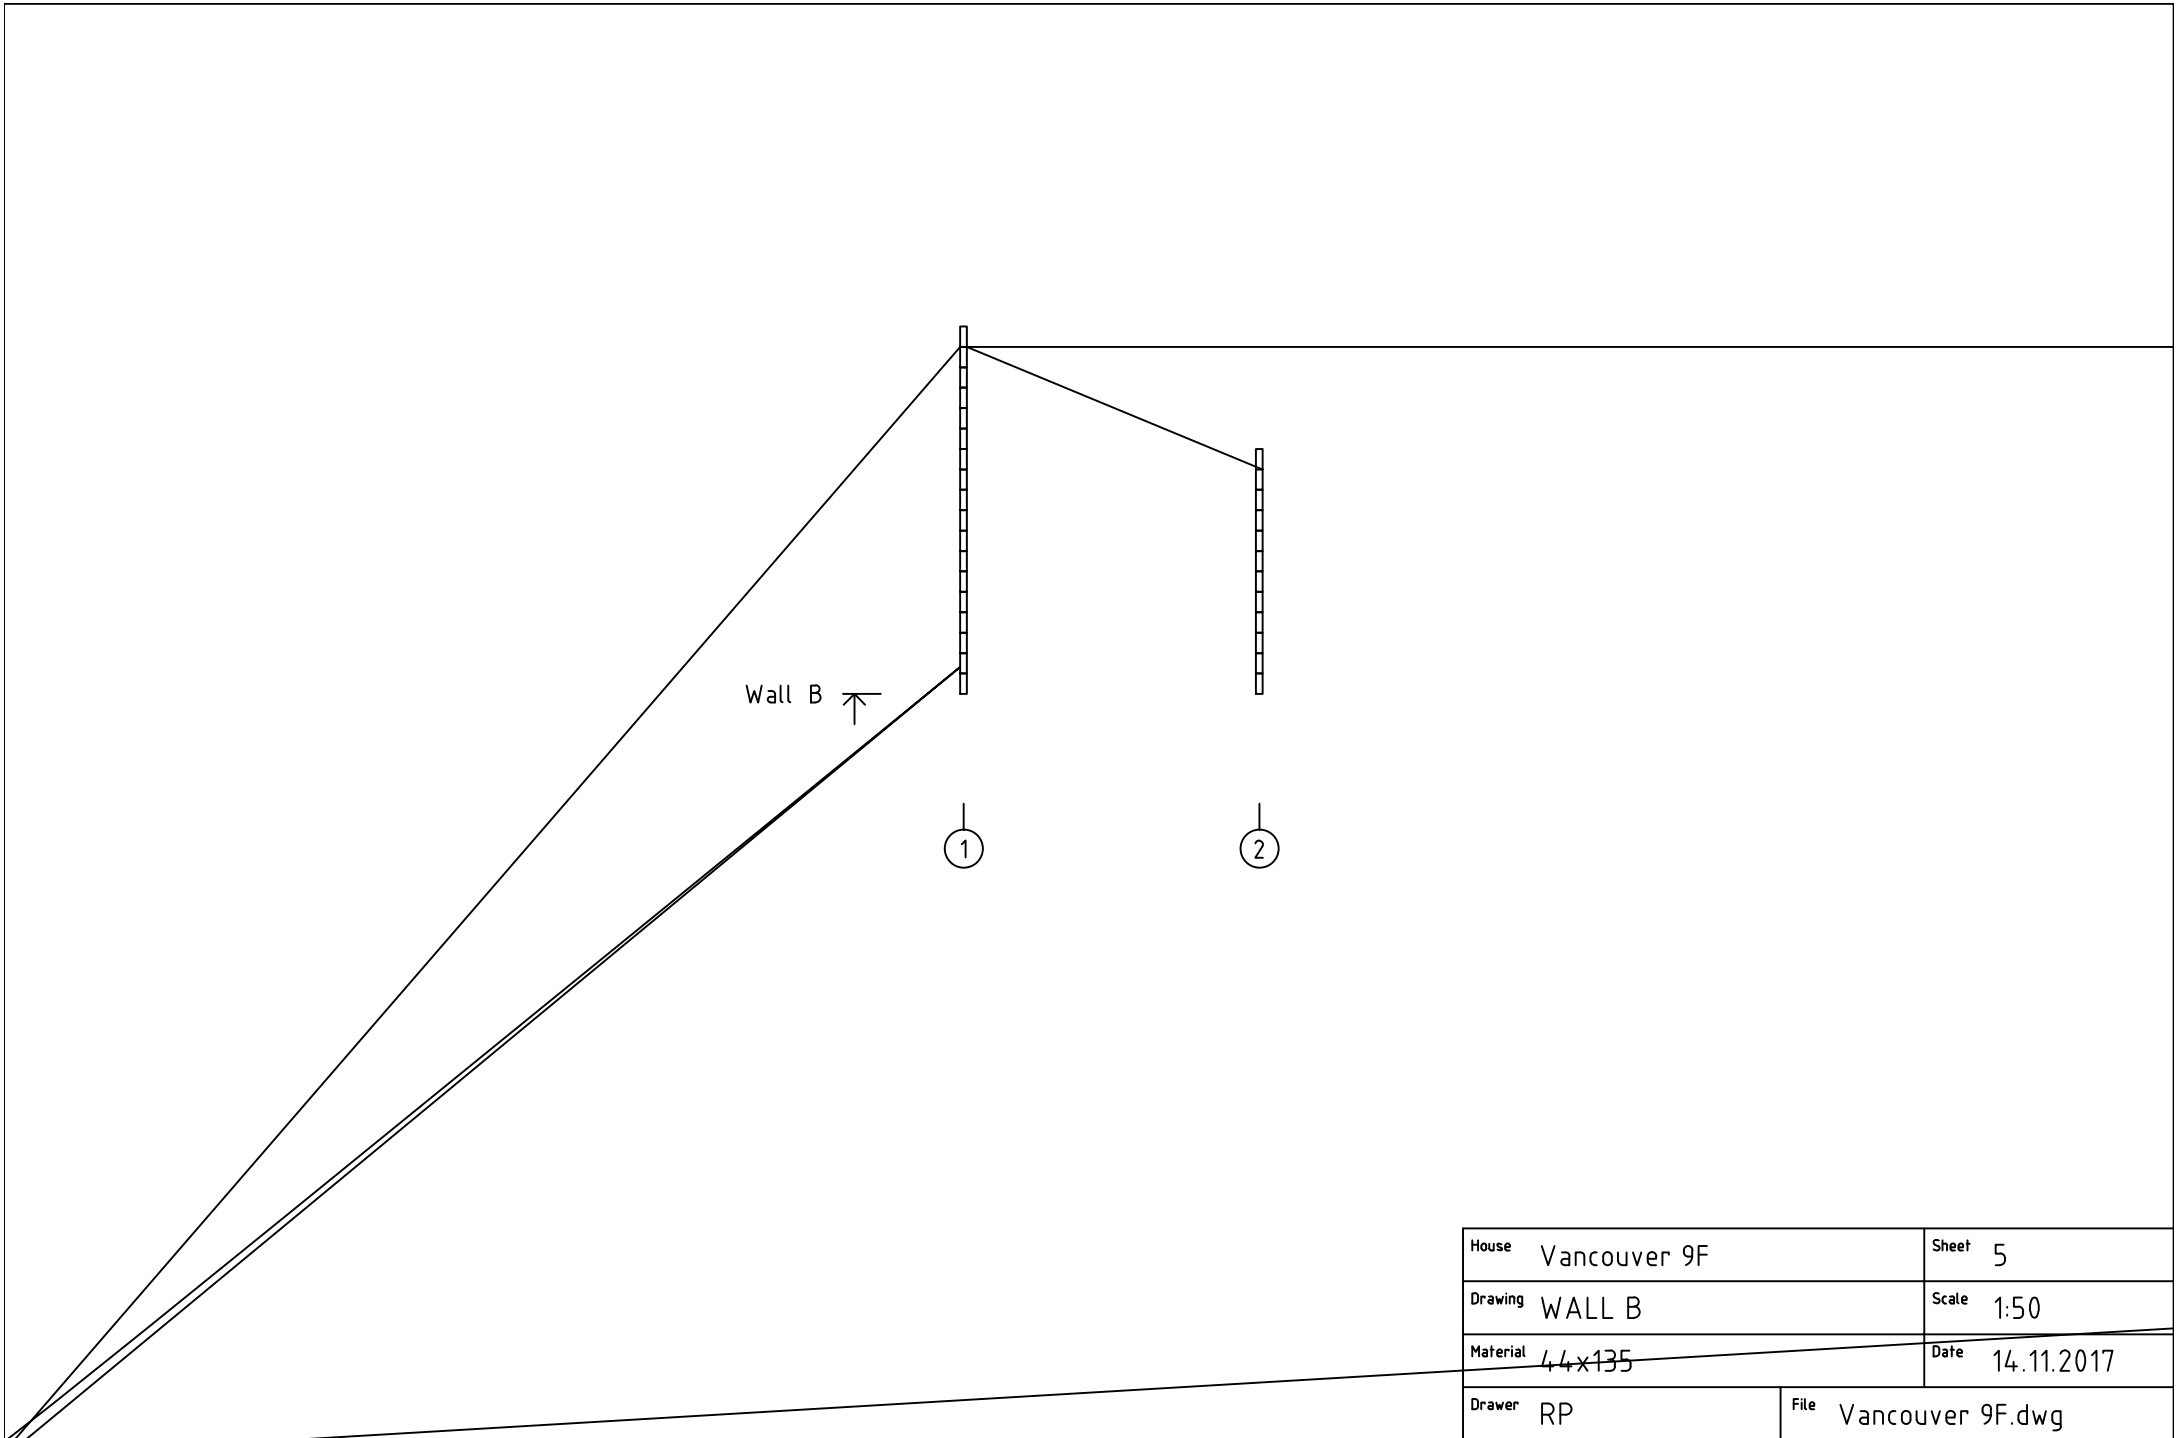 Wall B
1 2
House Vancouver 9F Sheet 5
Drawing WALL B Scale 1:50
Material 44x135 Date 14.11.2017
Drawer RP File Vancouver 9F.dwg